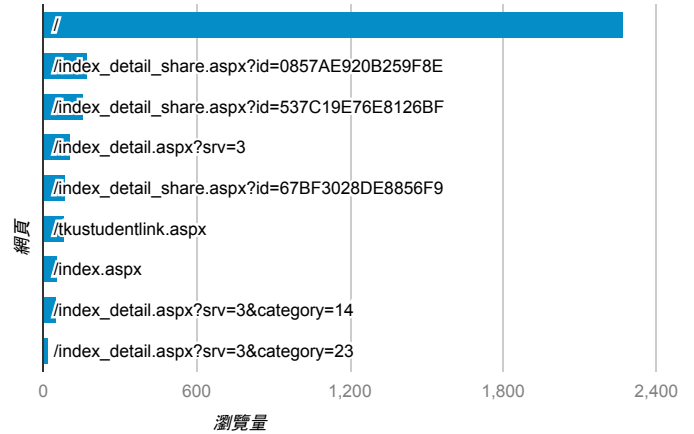 /
/index_detail_share.aspx?id=0857AE920B259F8E
/index_detail_share.aspx?id=537C19E76E8126BF
/index_detail.aspx?srv=3
/index_detail_share.aspx?id=67BF3028DE8856F9
/tkustudentlink.aspx
/index.aspx
/index_detail.aspx?srv=3&category=14
/index_detail.aspx?srv=3&category=23
網頁
0 600 1,200 1,800 2,400
瀏覽量